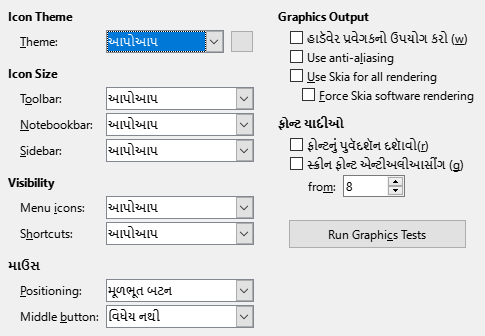 Icon Theme
Theme: આપોઆપ
Icon Size
Toolbar: આપોઆપ
Notebookbar: આપોઆપ
Sidebar: આપોઆપ
Visibility
Menu icons: આપોઆપ
Shortcuts: આપોઆપ
માઉસ
Positioning: મૂળભૂત બટન
Middle button: વિધેય નથી
Graphics Output
હાર્ડવેર પ્રવેગકનો ઉપયોગ કરો (w)
Use anti-aliasing
Use Skia for all rendering
Force Skia software rendering
ફોન્ટ યાદીઓ
ફોન્ટનું પુર્વદર્શન દર્શાવો(r)
સ્ક્રીન ફોન્ટ એન્ટીઅલીઆસીંગ (g)
from: 8
Run Graphics Tests